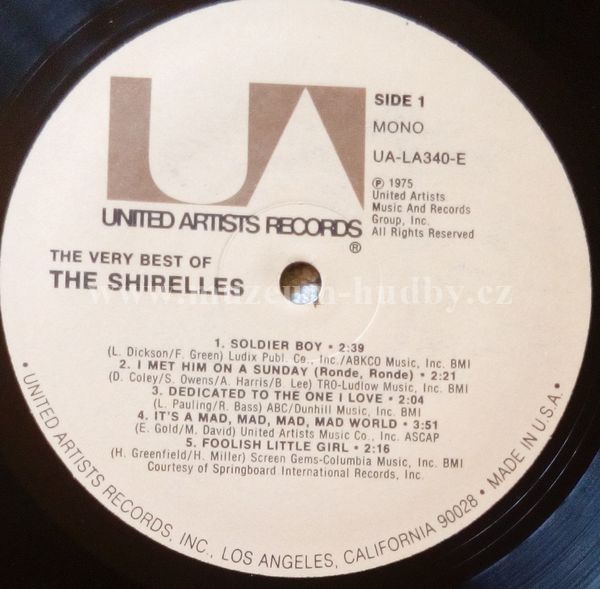 UA
SIDE 1
MONO
UA-LA340-E
℗ 1975
United Artists
Music And Records
Group, Inc.
All Rights Reserved
UNITED ARTISTS RECORDS®
THE VERY BEST OF
THE SHIRELLES
www.muzeum-hudby.cz
1. SOLDIER BOY • 2:39
(L. Dickson/F. Green) Ludix Publ. Co., Inc./ABKCO Music, Inc. BMI
2. I MET HIM ON A SUNDAY (Ronde, Ronde) • 2:21
(D. Coley/S. Owens/A. Harris/B. Lee) TRO-Ludlow Music, Inc. BMI
3. DEDICATED TO THE ONE I LOVE • 2:04
(L. Pauling/R. Bass) ABC/Dunhill Music, Inc. BMI
4. IT'S A MAD, MAD, MAD, MAD WORLD • 3:51
(E. Gold/M. David) United Artists Music Co., Inc. ASCAP
5. FOOLISH LITTLE GIRL • 2:16
(H. Greenfield/H. Miller) Screen Gems-Columbia Music, Inc. BMI
Courtesy of Springboard International Records, Inc.
• UNITED ARTISTS RECORDS, INC., LOS ANGELES, CALIFORNIA 90028 • MADE IN U.S.A. •